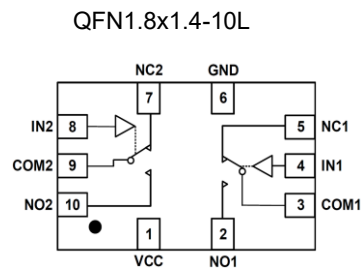 QFN1.8x1.4-10L
NC2 GND
7 6
IN2 8 5 NC1
COM2 9 4 IN1
NO2 10 3 COM1
1 2
VCC NO1